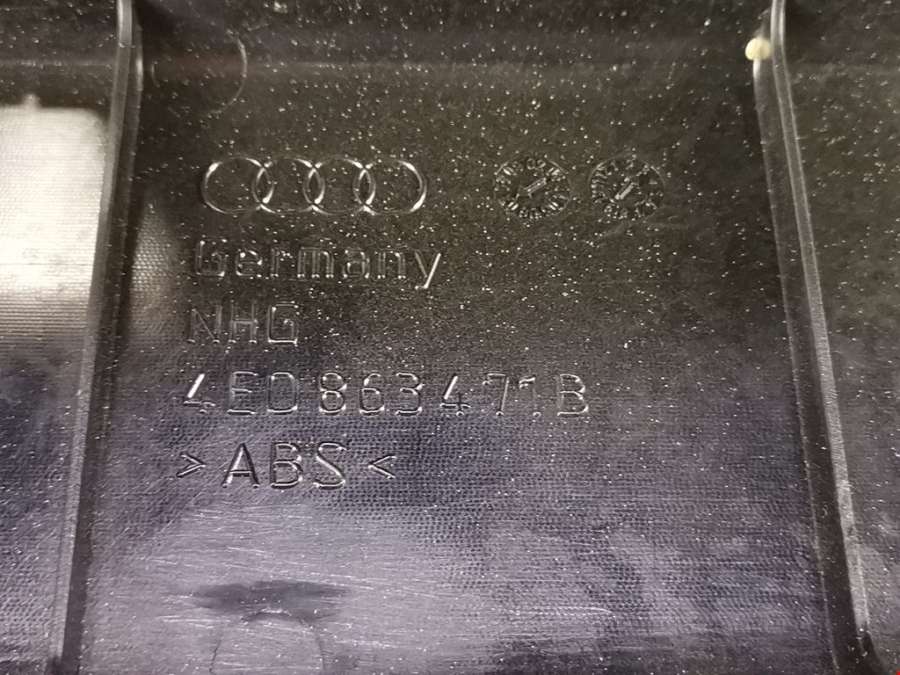 Germany
NHG
4E0 863 471 B
>ABS<